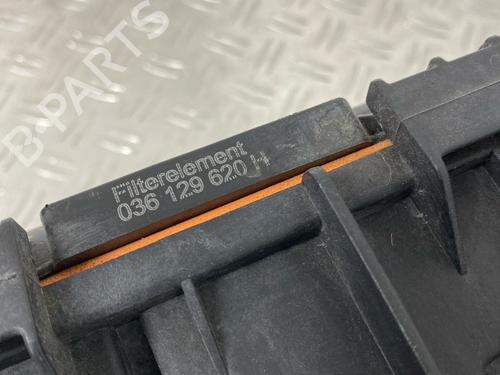 B-PARTS
Filterelement
036 129 620 H